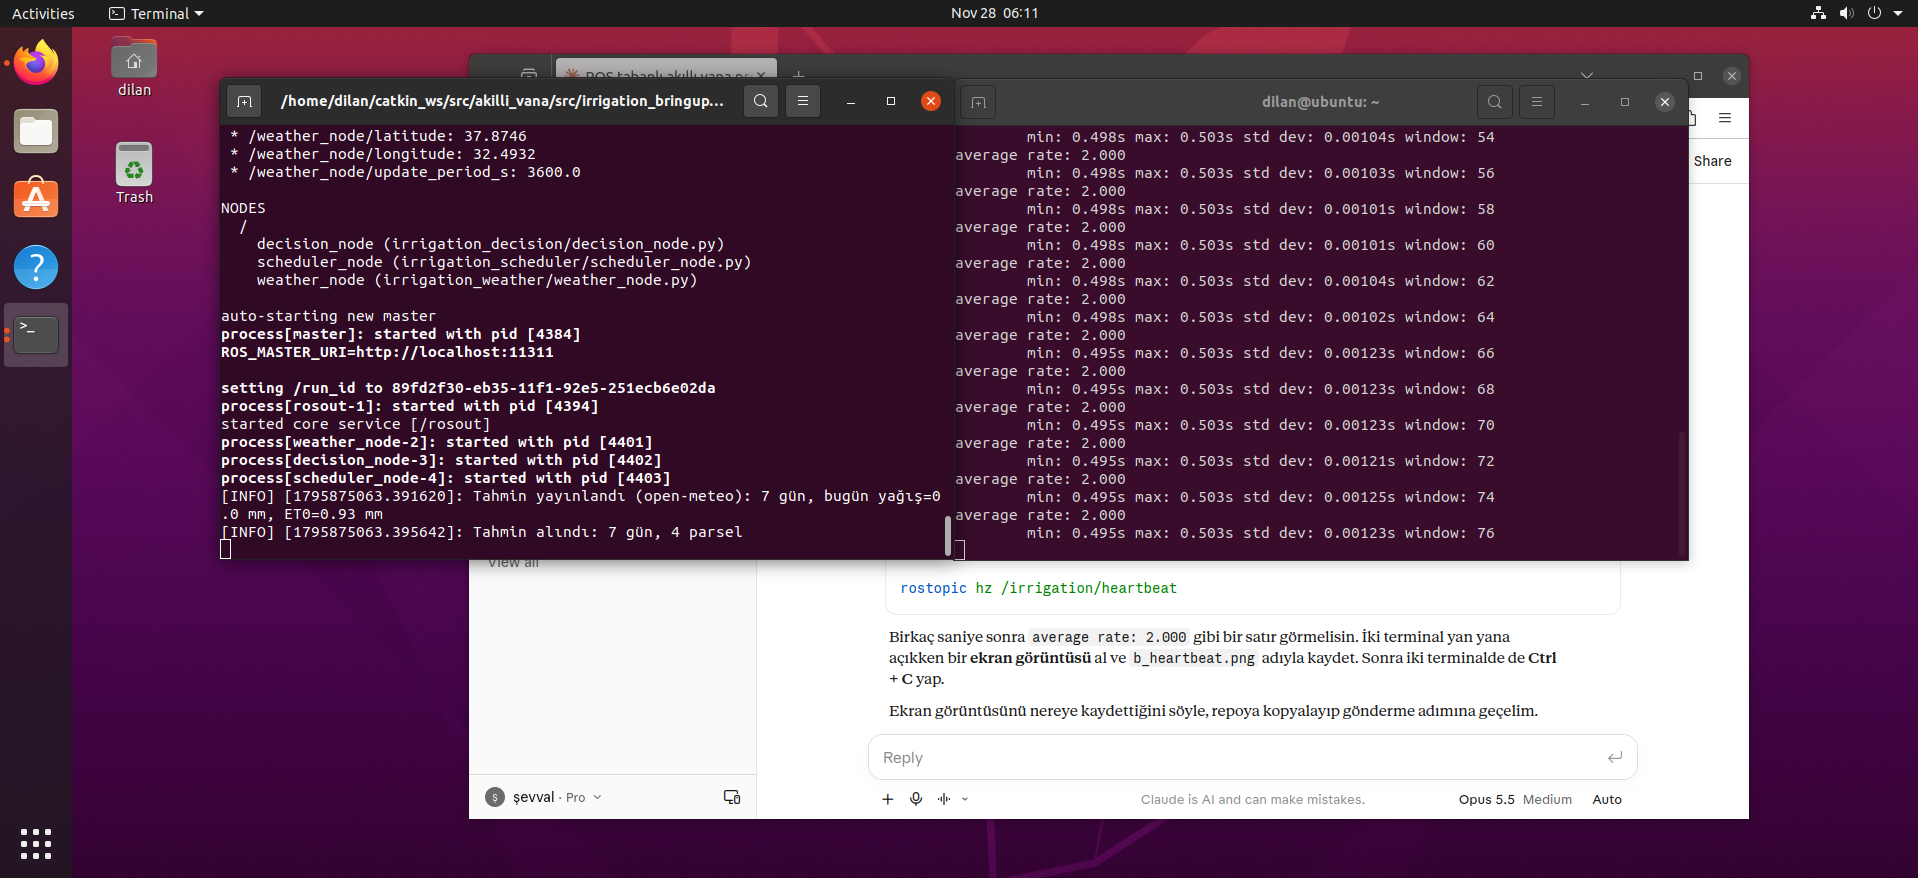 Activities
Terminal
Nov 28 06:11
dilan
Trash
/home/dilan/catkin_ws/src/akilli_vana/src/irrigation_bringup...
* /weather_node/latitude: 37.8746
* /weather_node/longitude: 32.4932
* /weather_node/update_period_s: 3600.0
NODES
/
decision_node (irrigation_decision/decision_node.py)
scheduler_node (irrigation_scheduler/scheduler_node.py)
weather_node (irrigation_weather/weather_node.py)
auto-starting new master
process[master]: started with pid [4384]
ROS_MASTER_URI=http://localhost:11311
setting /run_id to 89fd2f30-eb35-11f1-92e5-251ecb6e02da
process[rosout-1]: started with pid [4394]
started core service [/rosout]
process[weather_node-2]: started with pid [4401]
process[decision_node-3]: started with pid [4402]
process[scheduler_node-4]: started with pid [4403]
[INFO] [1795875063.391620]: Tahmin yayınlandı (open-meteo): 7 gün, bugün yağış=0
.0 mm, ET0=0.93 mm
[INFO] [1795875063.395642]: Tahmin alındı: 7 gün, 4 parsel
dilan@ubuntu: ~
min: 0.498s max: 0.503s std dev: 0.00104s window: 54
average rate: 2.000
min: 0.498s max: 0.503s std dev: 0.00103s window: 56
average rate: 2.000
min: 0.498s max: 0.503s std dev: 0.00101s window: 58
average rate: 2.000
min: 0.498s max: 0.503s std dev: 0.00101s window: 60
average rate: 2.000
min: 0.498s max: 0.503s std dev: 0.00104s window: 62
average rate: 2.000
min: 0.498s max: 0.503s std dev: 0.00102s window: 64
average rate: 2.000
min: 0.495s max: 0.503s std dev: 0.00123s window: 66
average rate: 2.000
min: 0.495s max: 0.503s std dev: 0.00123s window: 68
average rate: 2.000
min: 0.495s max: 0.503s std dev: 0.00123s window: 70
average rate: 2.000
min: 0.495s max: 0.503s std dev: 0.00121s window: 72
average rate: 2.000
min: 0.495s max: 0.503s std dev: 0.00125s window: 74
average rate: 2.000
min: 0.495s max: 0.503s std dev: 0.00123s window: 76
Share
View all
rostopic hz /irrigation/heartbeat
Birkaç saniye sonra average rate: 2.000 gibi bir satır görmelisin. İki terminal yan yana
açıkken bir ekran görüntüsü al ve b_heartbeat.png adıyla kaydet. Sonra iki terminalde de Ctrl
+ C yap.
Ekran görüntüsünü nereye kaydettiğini söyle, repoya kopyalayıp gönderme adımına geçelim.
Reply
Ş şevval · Pro
Claude is AI and can make mistakes.
Opus 5.5 Medium
Auto